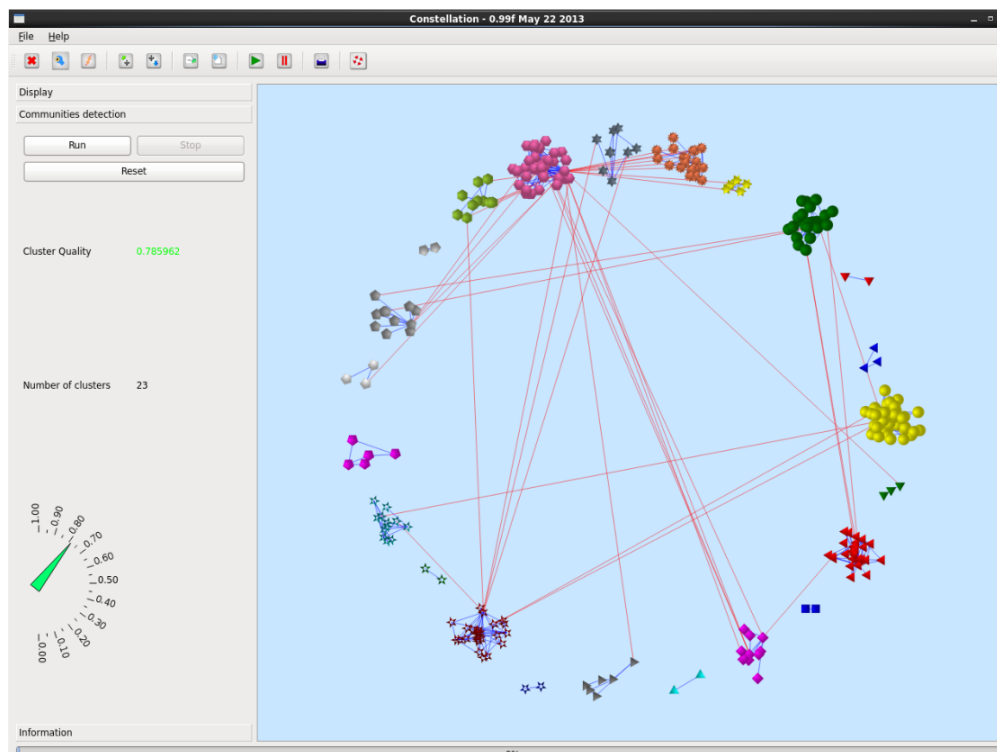 Constellation - 0.99f May 22 2013
File Help
Display
Communities detection
Run Stop
Reset
Cluster Quality 0.785962
Number of clusters 23
1.00
0.90
0.80
0.70
0.60
0.50
0.40
0.30
0.20
0.10
0.00
Information